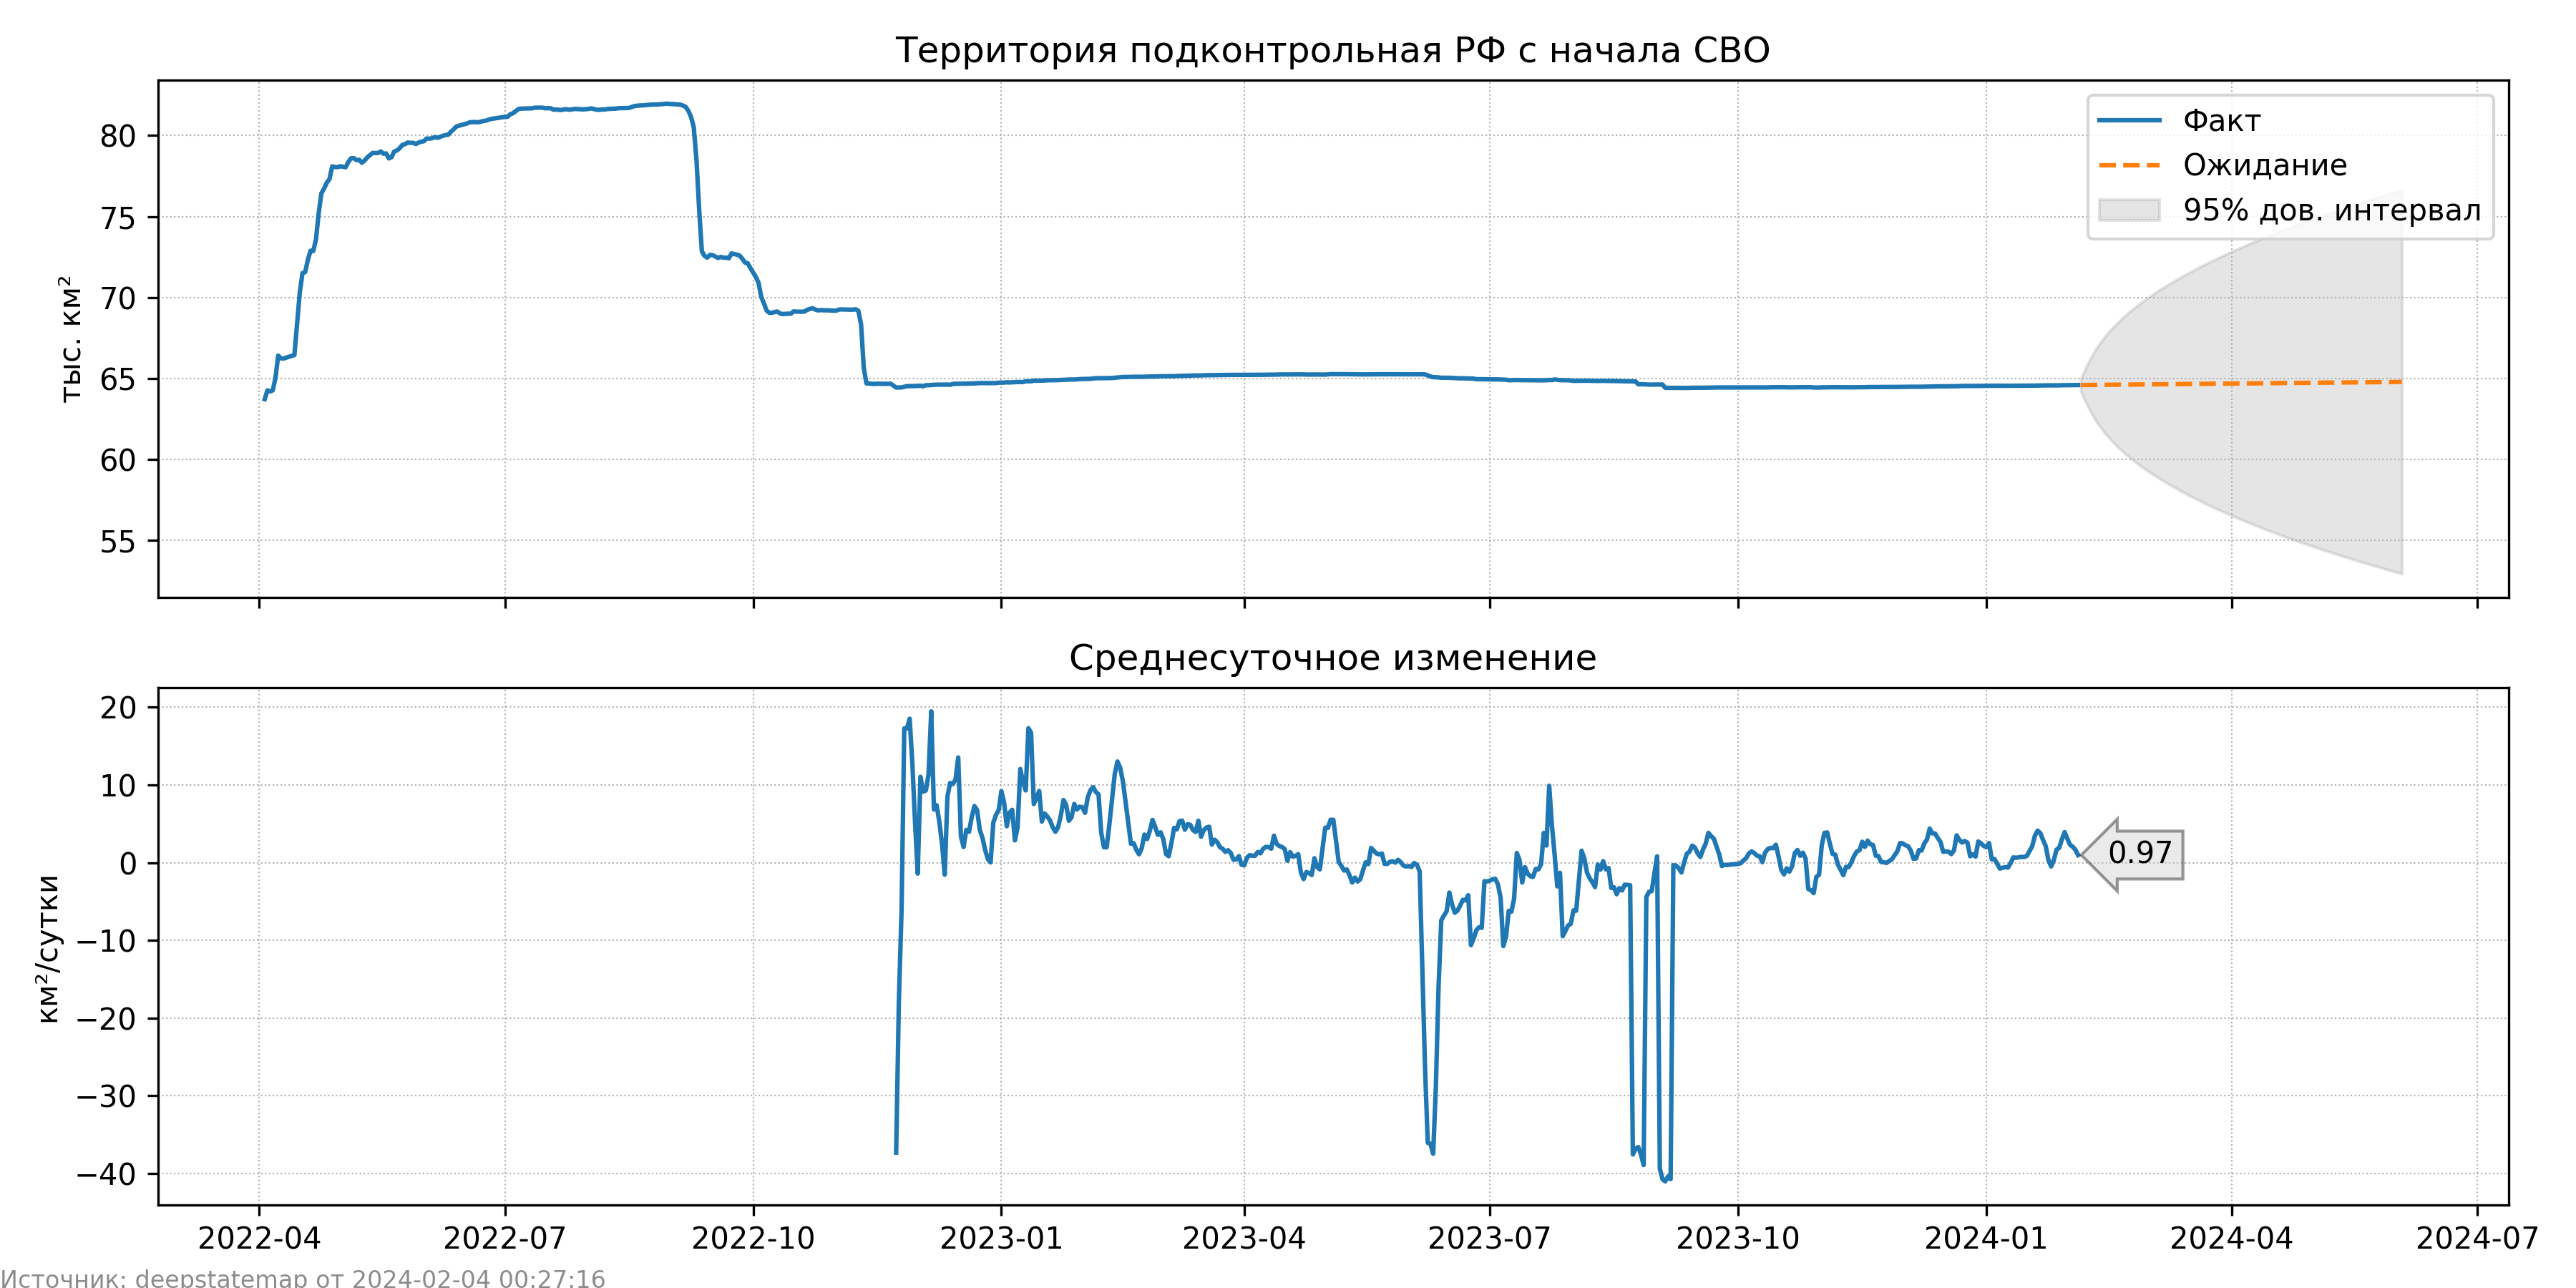 Территория подконтрольная РФ с начала СВО
80
75
70
65
60
55
тыс. км²
Факт
Ожидание
95% дов. интервал
Среднесуточное изменение
20
10
0
−10
−20
−30
−40
км²/сутки
0.97
2022-04 2022-07 2022-10 2023-01 2023-04 2023-07 2023-10 2024-01 2024-04 2024-07
Источник: deepstatemap от 2024-02-04 00:27:16